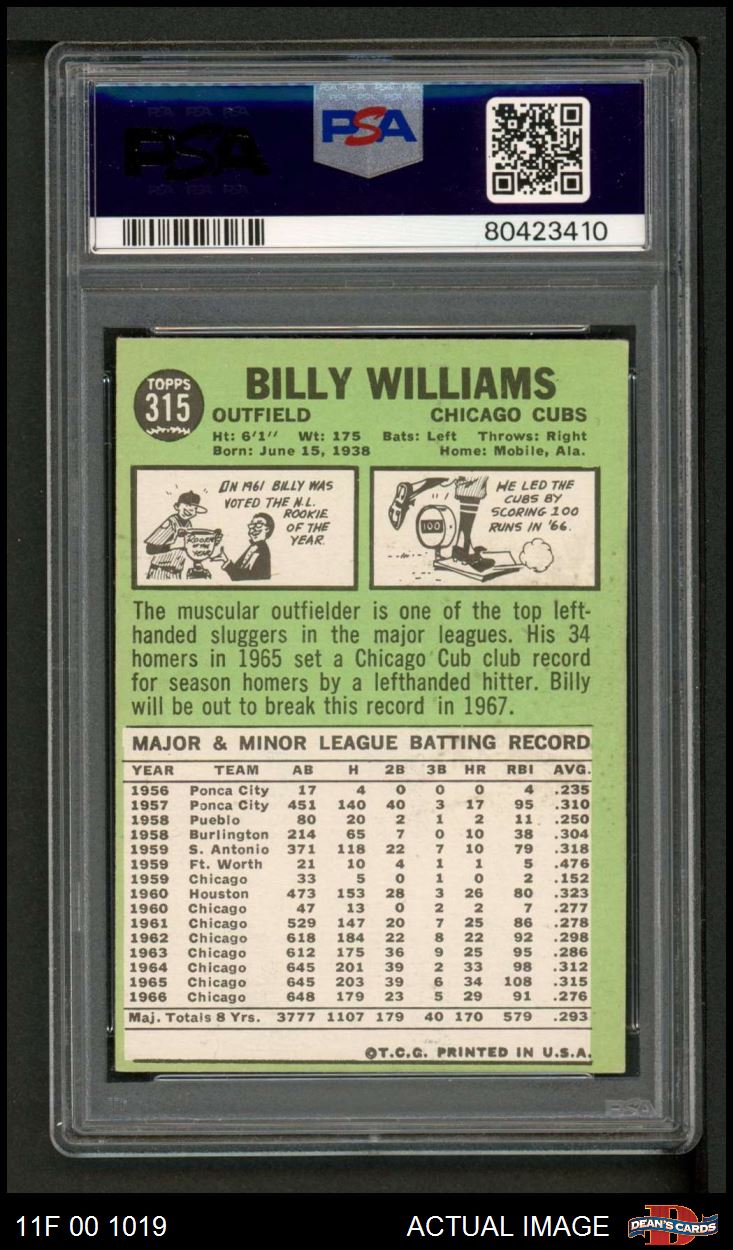 PSA
PSA
80423410
TOPPS
315
BILLY WILLIAMS
OUTFIELD CHICAGO CUBS
Ht: 6'1" Wt: 175 Bats: Left Throws: Right
Born: June 15, 1938 Home: Mobile, Ala.
IN 1961 BILLY WAS
VOTED THE N.L.
ROOKIE
OF THE
YEAR.
ROOKIE
OF THE
YEAR
HE LED THE
CUBS BY
SCORING 100
RUNS IN '66.
100
The muscular outfielder is one of the top left-
handed sluggers in the major leagues. His 34
homers in 1965 set a Chicago Cub club record
for season homers by a lefthanded hitter. Billy
will be out to break this record in 1967.
MAJOR & MINOR LEAGUE BATTING RECORD
YEAR TEAM AB H 2B 3B HR RBI AVG.
1956 Ponca City 17 4 0 0 0 4 .235
1957 Ponca City 451 140 40 3 17 95 .310
1958 Pueblo 80 20 2 1 2 11 .250
1958 Burlington 214 65 7 0 10 38 .304
1959 S. Antonio 371 118 22 7 10 79 .318
1959 Ft. Worth 21 10 4 1 1 5 .476
1959 Chicago 33 5 0 1 0 2 .152
1960 Houston 473 153 28 3 26 80 .323
1960 Chicago 47 13 0 2 2 7 .277
1961 Chicago 529 147 20 7 25 86 .278
1962 Chicago 618 184 22 8 22 92 .298
1963 Chicago 612 175 36 9 25 95 .286
1964 Chicago 645 201 39 2 33 98 .312
1965 Chicago 645 203 39 6 34 108 .315
1966 Chicago 648 179 23 5 29 91 .276
Maj. Totals 8 Yrs. 3777 1107 179 40 170 579 .293
©T.C.G. PRINTED IN U.S.A.
PSA
11F 00 1019 ACTUAL IMAGE DEAN'S CARDS